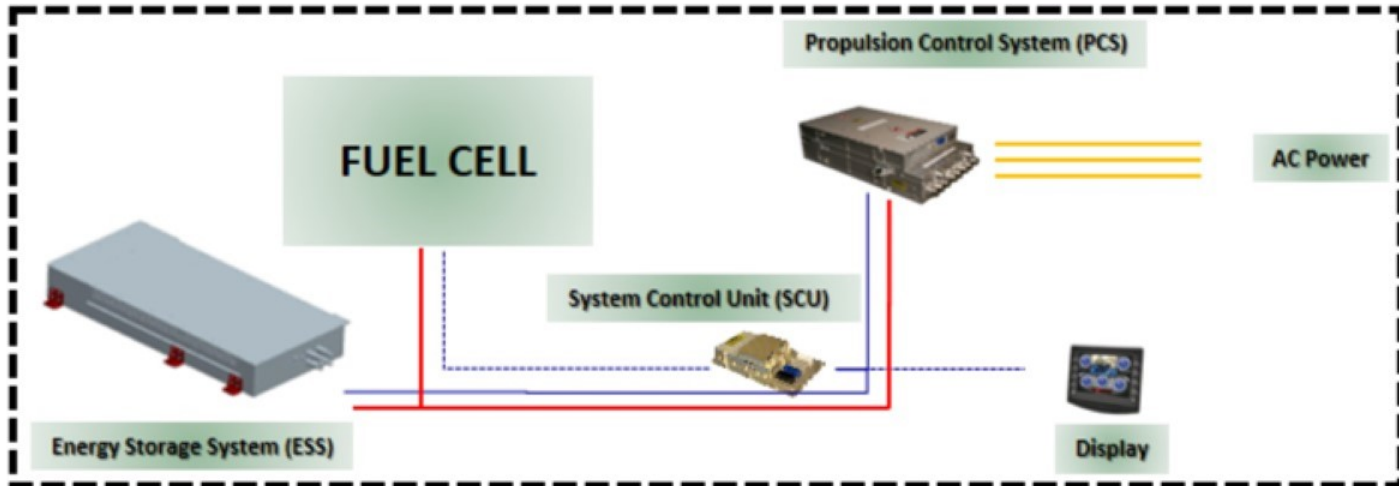 Propulsion Control System (PCS)
FUEL CELL
AC Power
System Control Unit (SCU)
Energy Storage System (ESS)
Display